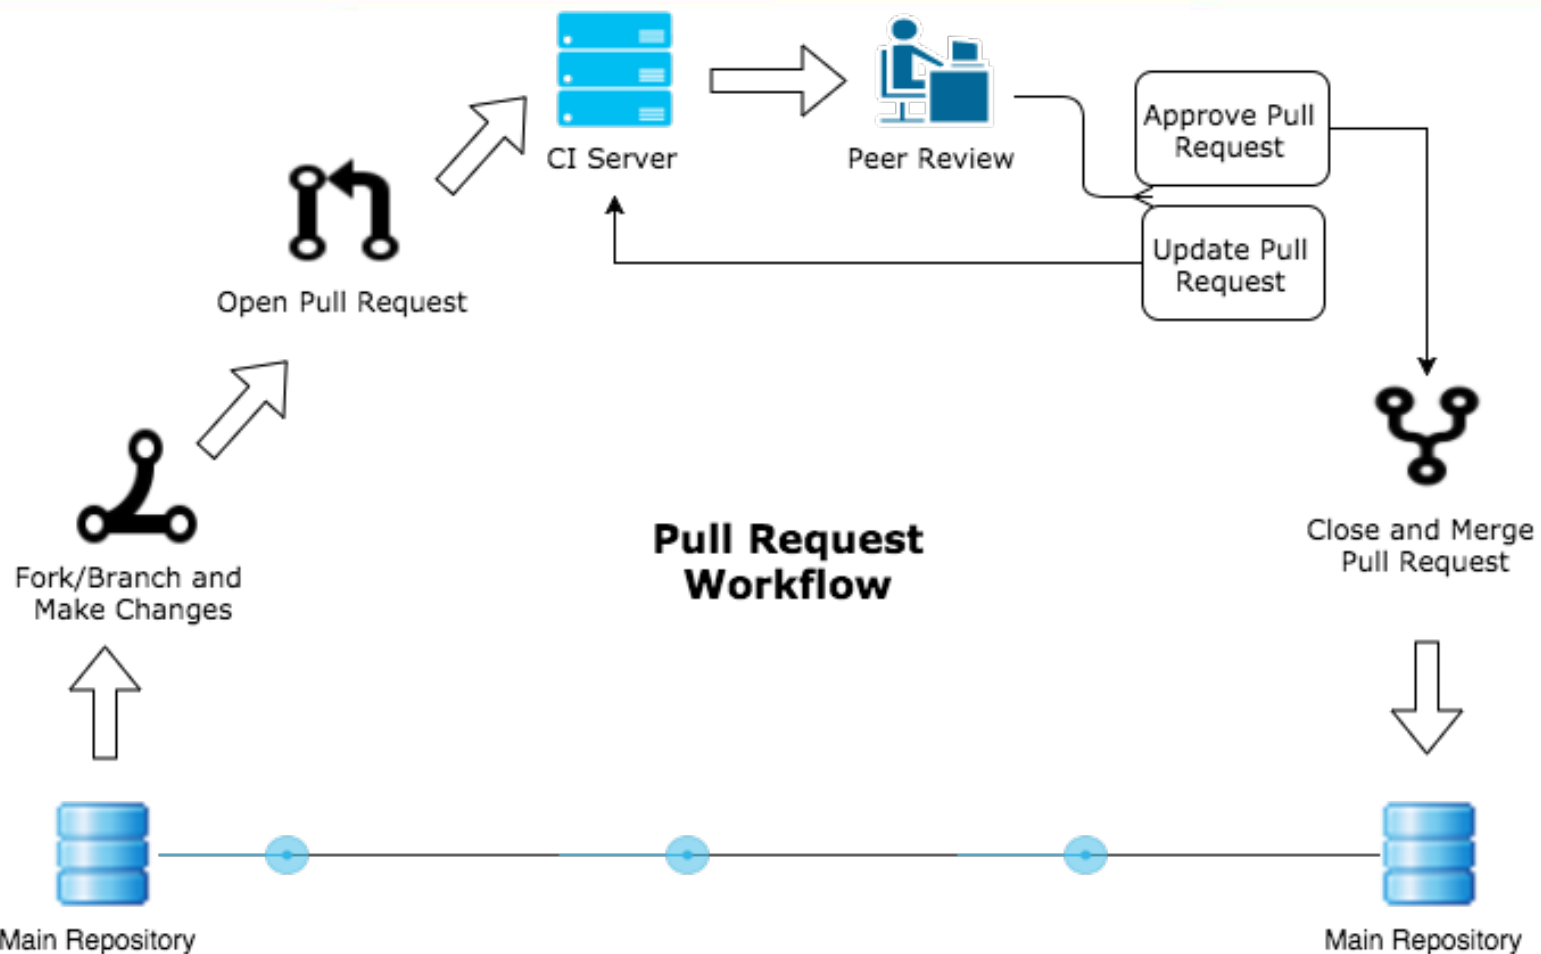 CI Server
Peer Review
Approve Pull
Request
Update Pull
Request
Open Pull Request
Fork/Branch and
Make Changes
Pull Request
Workflow
Close and Merge
Pull Request
Main Repository
Main Repository